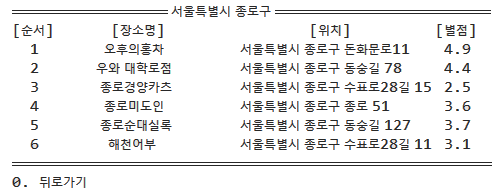 서울특별시 종로구
[순서] [장소명] [위치] [별점]
1 오후의홍차 서울특별시 종로구 돈화문로11 4.9
2 우와 대학로점 서울특별시 종로구 동숭길 78 4.4
3 종로경양카츠 서울특별시 종로구 수표로28길 15 2.5
4 종로미도인 서울특별시 종로구 종로 51 3.6
5 종로순대실록 서울특별시 종로구 동숭길 127 3.7
6 해천어부 서울특별시 종로구 수표로28길 11 3.1
0. 뒤로가기